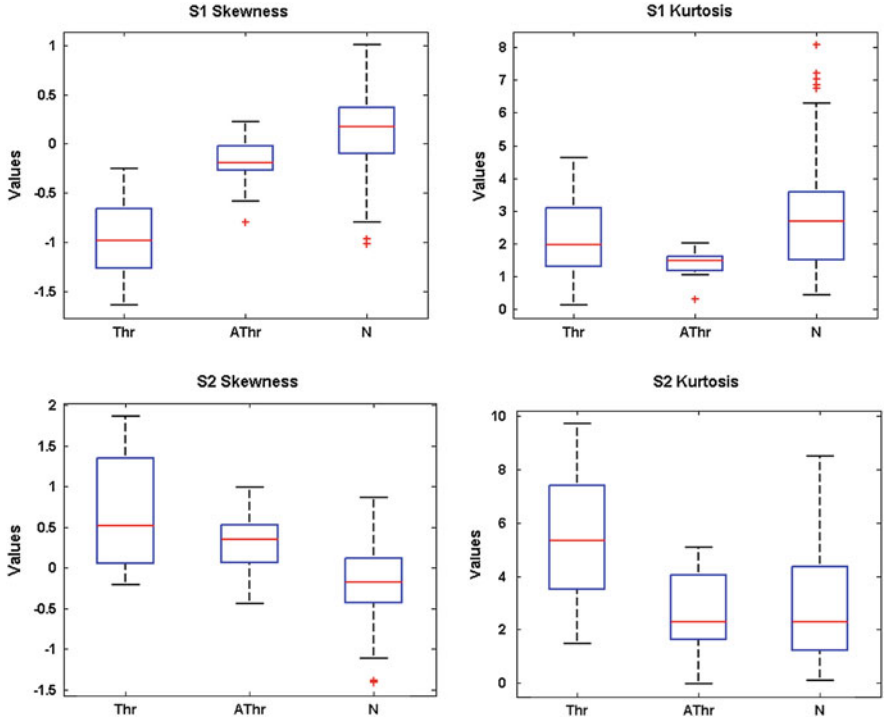 S1 Skewness
Values
1
0.5
0
-0.5
-1
-1.5
Thr AThr N
S1 Kurtosis
Values
8
7
6
5
4
3
2
1
0
Thr AThr N
S2 Skewness
Values
2
1.5
1
0.5
0
-0.5
-1
-1.5
Thr AThr N
S2 Kurtosis
Values
10
8
6
4
2
0
Thr AThr N